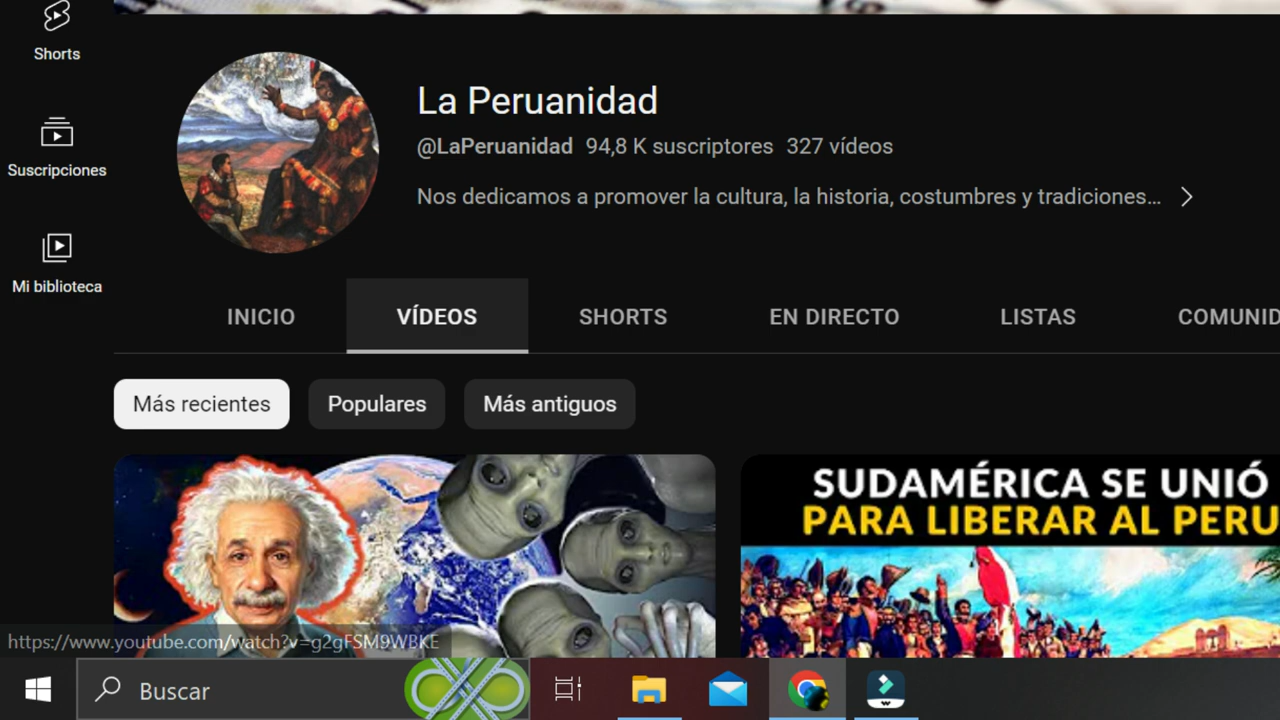 Shorts
Suscripciones
Mi biblioteca
La Peruanidad
@LaPeruanidad 94,8 K suscriptores 327 vídeos
Nos dedicamos a promover la cultura, la historia, costumbres y tradiciones...
INICIO VÍDEOS SHORTS EN DIRECTO LISTAS COMUNID
Más recientes Populares Más antiguos
SUDAMÉRICA SE UNIÓ
PARA LIBERAR AL PERU
https://www.youtube.com/watch?v=g2gFSM9WBKE
Buscar